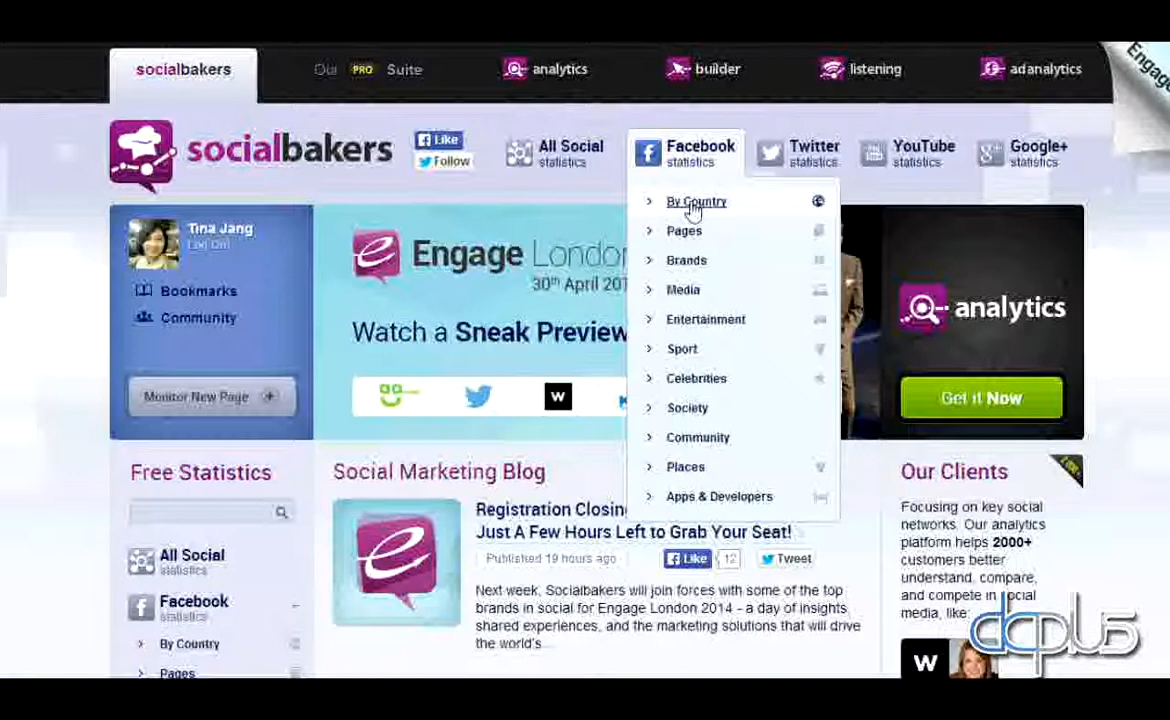 socialbakers
Our PRO Suite
analytics
builder
listening
adanalytics
Engage
socialbakers
Like
Follow
All Social
statistics
Facebook
statistics
Twitter
statistics
YouTube
statistics
Google+
statistics
By Country
Pages
Brands
Media
Entertainment
Sport
Celebrities
Society
Community
Places
Apps & Developers
Tina Jang
Log Out
Bookmarks
Community
Monitor New Page
Engage London
30th April 201
Watch a Sneak Preview
w
analytics
Get it Now
Free Statistics
All Social
statistics
Facebook
statistics
By Country
Pages
Social Marketing Blog
Registration Closing
Just A Few Hours Left to Grab Your Seat!
Published 19 hours ago
Like 12
Tweet
Next week, Socialbakers will join forces with some of the top
brands in social for Engage London 2014 - a day of insights,
shared experiences, and the marketing solutions that will drive
the world's...
Our Clients
Focusing on key social
networks. Our analytics
platform helps 2000+
customers better
understand, compare,
and compete in social
media, like:
w
dcplus